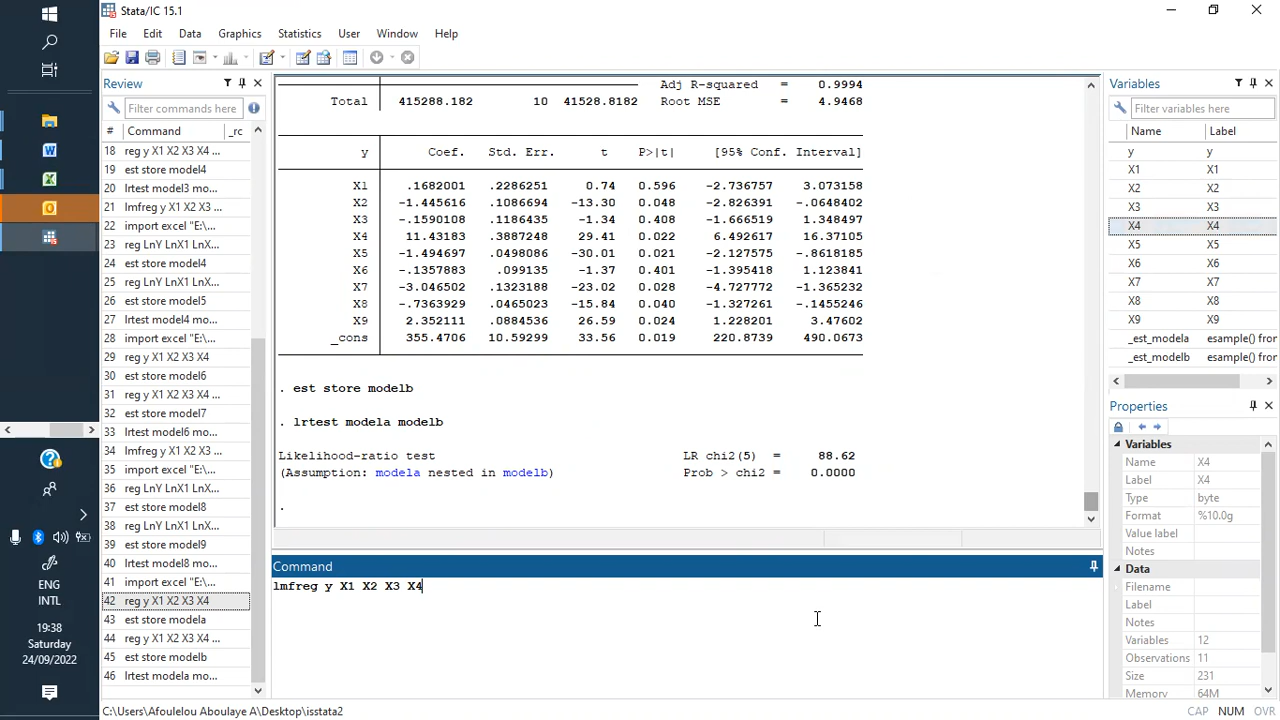 Stata/IC 15.1
File Edit Data Graphics Statistics User Window Help
Review
Filter commands here
# Command _rc
18 reg y X1 X2 X3 X4 ...
19 est store model4
20 lrtest model3 mo...
21 lmfreg y X1 X2 X3 ...
22 import excel "E:\...
23 reg LnY LnX1 LnX...
24 est store model4
25 reg LnY LnX1 LnX...
26 est store model5
27 lrtest model4 mo...
28 import excel "E:\...
29 reg y X1 X2 X3 X4
30 est store model6
31 reg y X1 X2 X3 X4 ...
32 est store model7
33 lrtest model6 mo...
34 lmfreg y X1 X2 X3 ...
35 import excel "E:\...
36 reg LnY LnX1 LnX...
37 est store model8
38 reg LnY LnX1 LnX...
39 est store model9
40 lrtest model8 mo...
41 import excel "E:\...
42 reg y X1 X2 X3 X4
43 est store modela
44 reg y X1 X2 X3 X4 ...
45 est store modelb
46 lrtest modela mo...
Adj R-squared = 0.9994
Total 415288.182 10 41528.8182 Root MSE = 4.9468
y Coef. Std. Err. t P>|t| [95% Conf. Interval]
X1 .1682001 .2286251 0.74 0.596 -2.736757 3.073158
X2 -1.445616 .1086694 -13.30 0.048 -2.826391 -.0648402
X3 -.1590108 .1186435 -1.34 0.408 -1.666519 1.348497
X4 11.43183 .3887248 29.41 0.022 6.492617 16.37105
X5 -1.494697 .0498086 -30.01 0.021 -2.127575 -.8618185
X6 -.1357883 .099135 -1.37 0.401 -1.395418 1.123841
X7 -3.046502 .1323188 -23.02 0.028 -4.727772 -1.365232
X8 -.7363929 .0465023 -15.84 0.040 -1.327261 -.1455246
X9 2.352111 .0884536 26.59 0.024 1.228201 3.47602
_cons 355.4706 10.59299 33.56 0.019 220.8739 490.0673
. est store modelb
. lrtest modela modelb
Likelihood-ratio test LR chi2(5) = 88.62
(Assumption: modela nested in modelb) Prob > chi2 = 0.0000
.
Command
lmfreg y X1 X2 X3 X4
Variables
Filter variables here
Name Label
y y
X1 X1
X2 X2
X3 X3
X4 X4
X5 X5
X6 X6
X7 X7
X8 X8
X9 X9
_est_modela esample() from
_est_modelb esample() from
Properties
Variables
Name X4
Label X4
Type byte
Format %10.0g
Value label
Notes
Data
Filename
Label
Notes
Variables 12
Observations 11
Size 231
Memory 64M
ENG
INTL
19:38
Saturday
24/09/2022
C:\Users\Afoulelou Aboulaye A\Desktop\isstata2
CAP NUM OVR